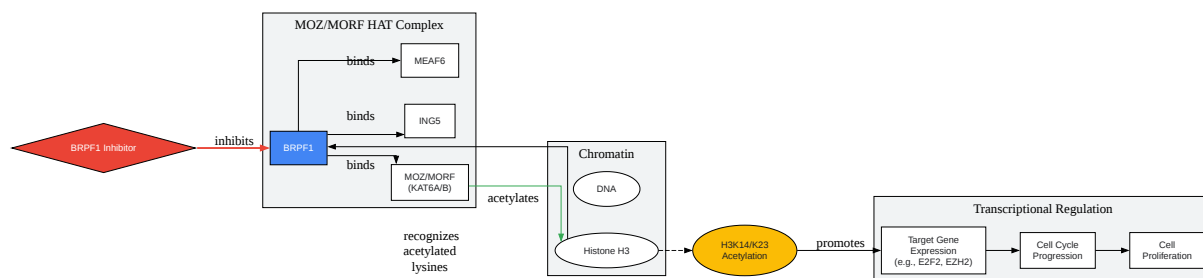 MOZ/MORF HAT Complex
binds
MEAF6
binds
ING5
BRPF1 Inhibitor
inhibits
BRPF1
binds
MOZ/MORF
(KAT6A/B)
acetylates
recognizes
acetylated
lysines
Chromatin
DNA
Histone H3
H3K14/K23
Acetylation
promotes
Transcriptional Regulation
Target Gene
Expression
(e.g., E2F2, EZH2)
Cell Cycle
Progression
Cell
Proliferation